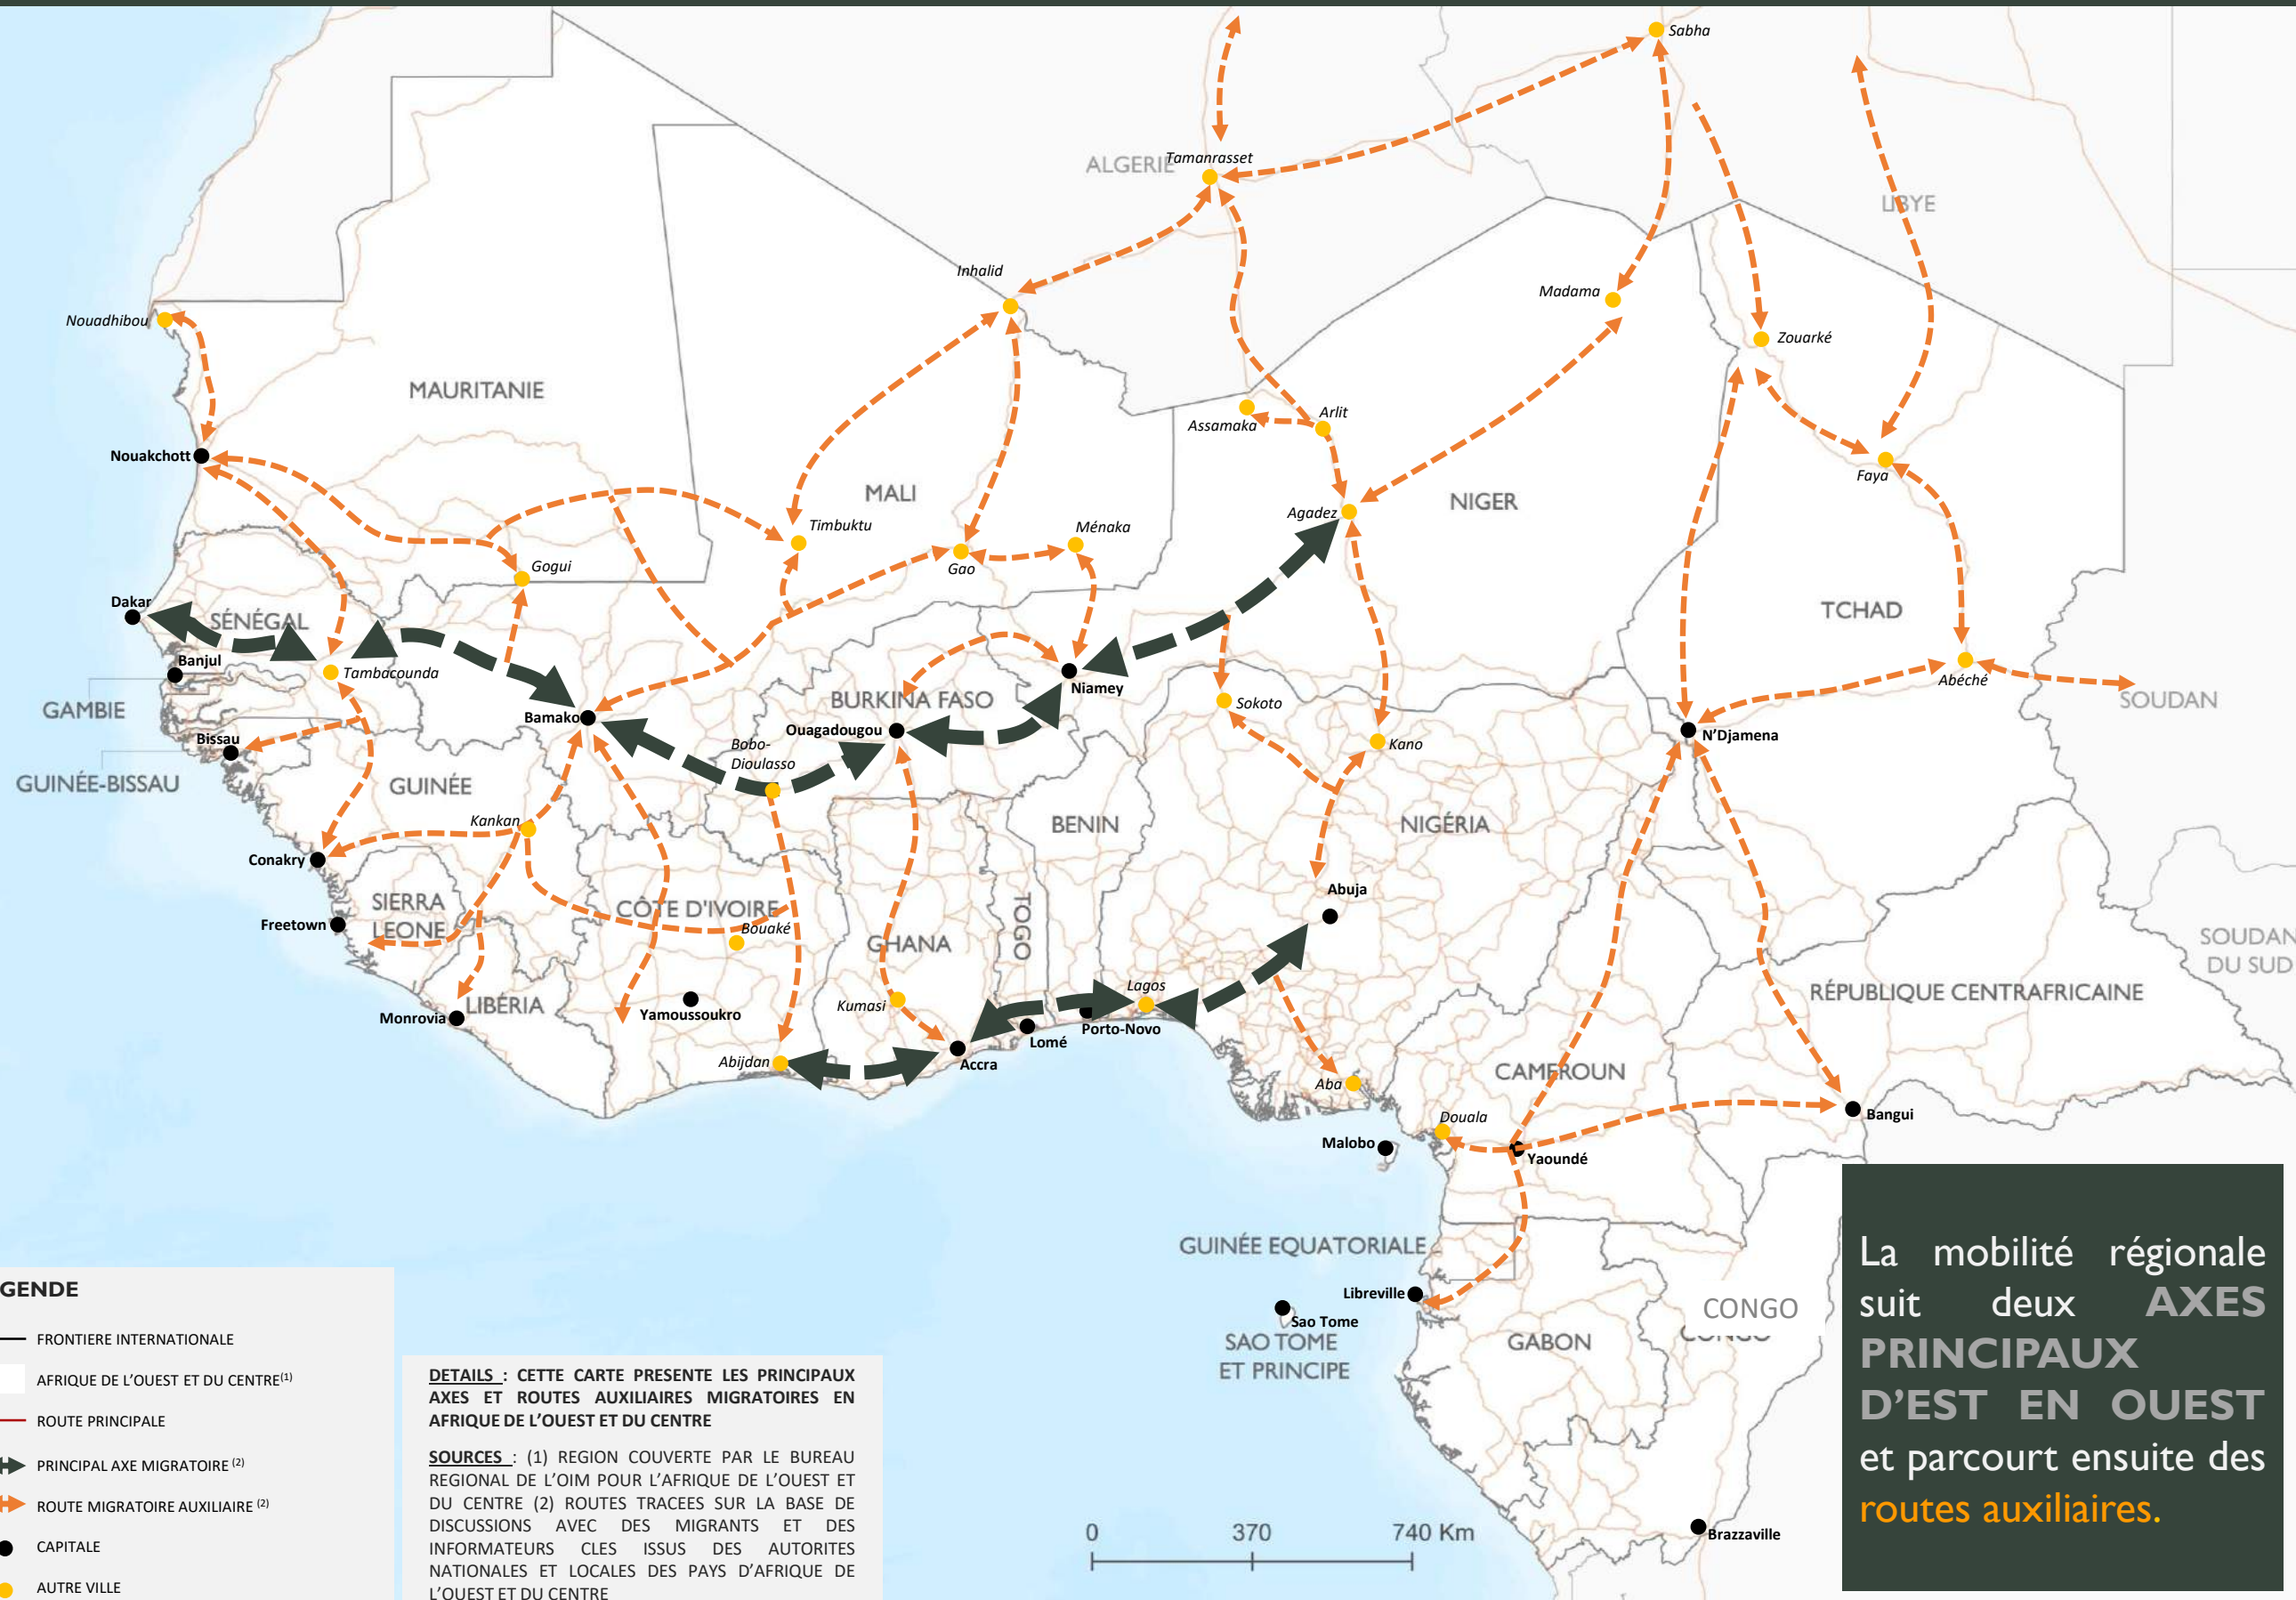 Sabha
ALGERIE
Tamanrasset
LIBYE
Inhalid
Madama
Nouadhibou
Zouarké
MAURITANIE
Assamaka
Arlit
Nouakchott
MALI
NIGER
Faya
Timbuktu
Ménaka
Agadez
Gogui
Gao
Dakar
SÉNÉGAL
TCHAD
Banjul
Tambacounda
Abéché
SOUDAN
GAMBIE
Niamey
BURKINA FASO
Sokoto
Bamako
Ouagadougou
Bissau
Bobo-
Dioulasso
Kano
N'Djamena
GUINÉE-BISSAU
GUINÉE
Kankan
BENIN
NIGÉRIA
Conakry
Abuja
SIERRA
LEONE
CÔTE D'IVOIRE
TOGO
Freetown
Bouaké
GHANA
SOUDAN
DU SUD
Lagos
RÉPUBLIQUE CENTRAFRICAINE
LIBÉRIA
Kumasi
Monrovia
Yamoussoukro
Porto-Novo
Lomé
Abijdan
Accra
CAMEROUN
Aba
Douala
Bangui
Malobo
Yaoundé
GUINÉE EQUATORIALE
Libreville
CONGO
CONGO
Sao Tome
SAO TOME
ET PRINCIPE
GABON
Brazzaville
0 370 740 Km
GENDE
FRONTIERE INTERNATIONALE
AFRIQUE DE L'OUEST ET DU CENTRE(1)
ROUTE PRINCIPALE
PRINCIPAL AXE MIGRATOIRE (2)
ROUTE MIGRATOIRE AUXILIAIRE (2)
CAPITALE
AUTRE VILLE
DETAILS : CETTE CARTE PRESENTE LES PRINCIPAUX
AXES ET ROUTES AUXILIAIRES MIGRATOIRES EN
AFRIQUE DE L'OUEST ET DU CENTRE
SOURCES : (1) REGION COUVERTE PAR LE BUREAU
REGIONAL DE L'OIM POUR L'AFRIQUE DE L'OUEST ET
DU CENTRE (2) ROUTES TRACEES SUR LA BASE DE
DISCUSSIONS AVEC DES MIGRANTS ET DES
INFORMATEURS CLES ISSUS DES AUTORITES
NATIONALES ET LOCALES DES PAYS D'AFRIQUE DE
L'OUEST ET DU CENTRE
La mobilité régionale
suit deux AXES
PRINCIPAUX
D'EST EN OUEST
et parcourt ensuite des
routes auxiliaires.